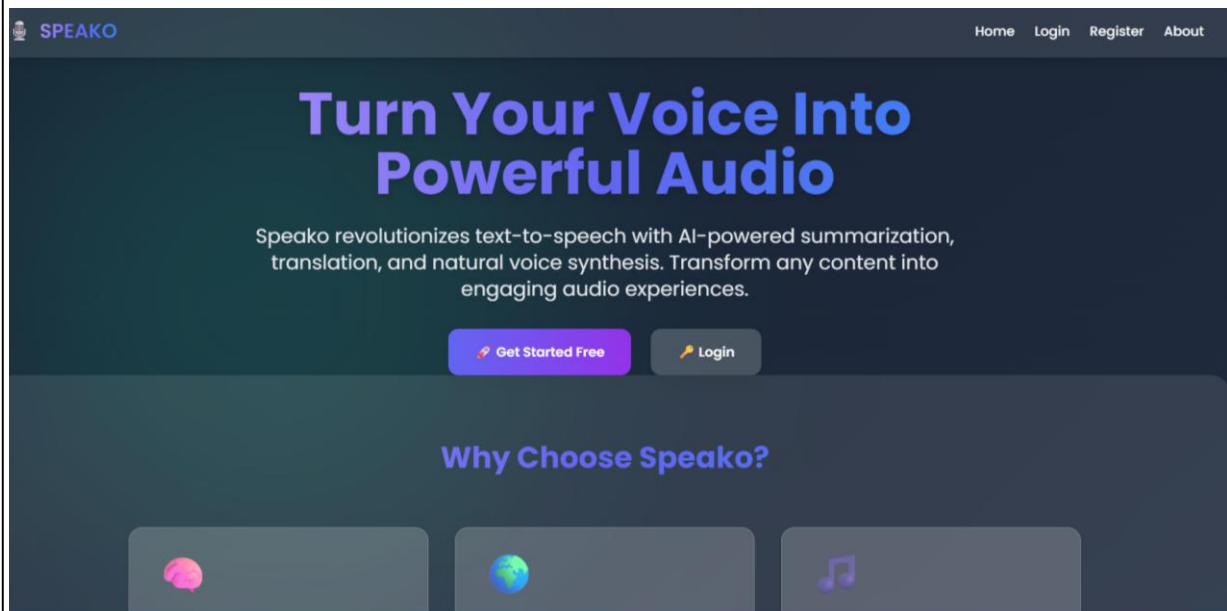 SPEAKO
Home Login Register About
Turn Your Voice Into
Powerful Audio
Speako revolutionizes text-to-speech with AI-powered summarization,
translation, and natural voice synthesis. Transform any content into
engaging audio experiences.
🚀 Get Started Free
🔑 Login
Why Choose Speako?